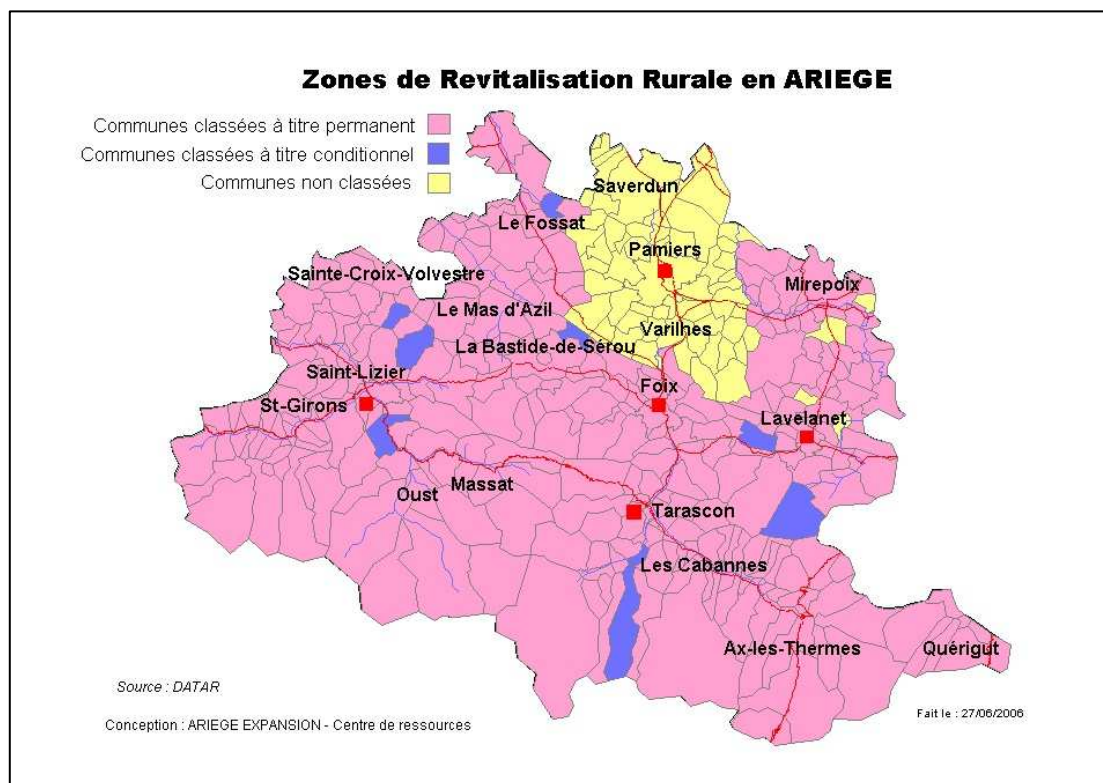 Zones de Revitalisation Rurale en ARIEGE
Communes classées à titre permanent
Communes classées à titre conditionnel
Communes non classées
Saverdun
Le Fossat
Pamiers
Sainte-Croix-Volvestre
Mirepoix
Le Mas d'Azil
Varilhes
La Bastide-de-Sérou
Saint-Lizier
Foix
St-Girons
Lavelanet
Massat
Oust
Tarascon
Les Cabannes
Ax-les-Thermes
Quérigut
Source : DATAR
Conception : ARIEGE EXPANSION - Centre de ressources
Fait le : 27/06/2006